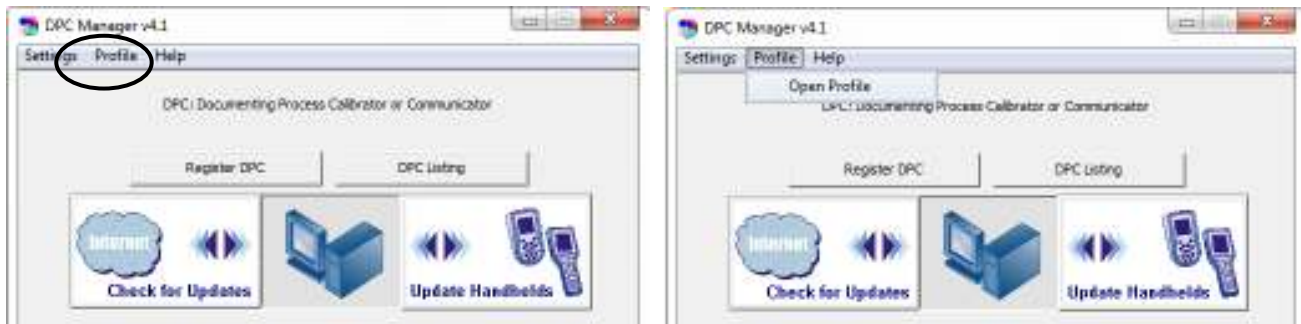 DPC Manager v4.1
Settings Profile Help
DPC: Documenting Process Calibrator or Communicator
Register DPC DPC Listing
Internet
Check for Updates Update Handhelds
DPC Manager v4.1
Settings Profile Help
Open Profile
DPC: Documenting Process Calibrator or Communicator
Register DPC DPC Listing
Internet
Check for Updates Update Handhelds